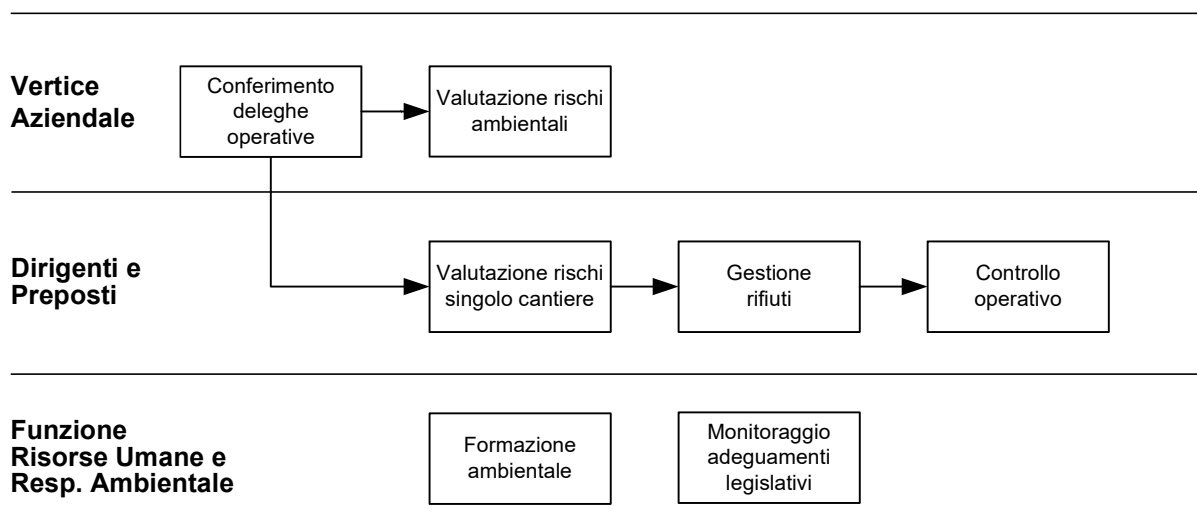 Vertice
Aziendale
Conferimento
deleghe
operative
Valutazione rischi
ambientali
Dirigenti e
Preposti
Valutazione rischi
singolo cantiere
Gestione
rifiuti
Controllo
operativo
Funzione
Risorse Umane e
Resp. Ambientale
Formazione
ambientale
Monitoraggio
adeguamenti
legislativi